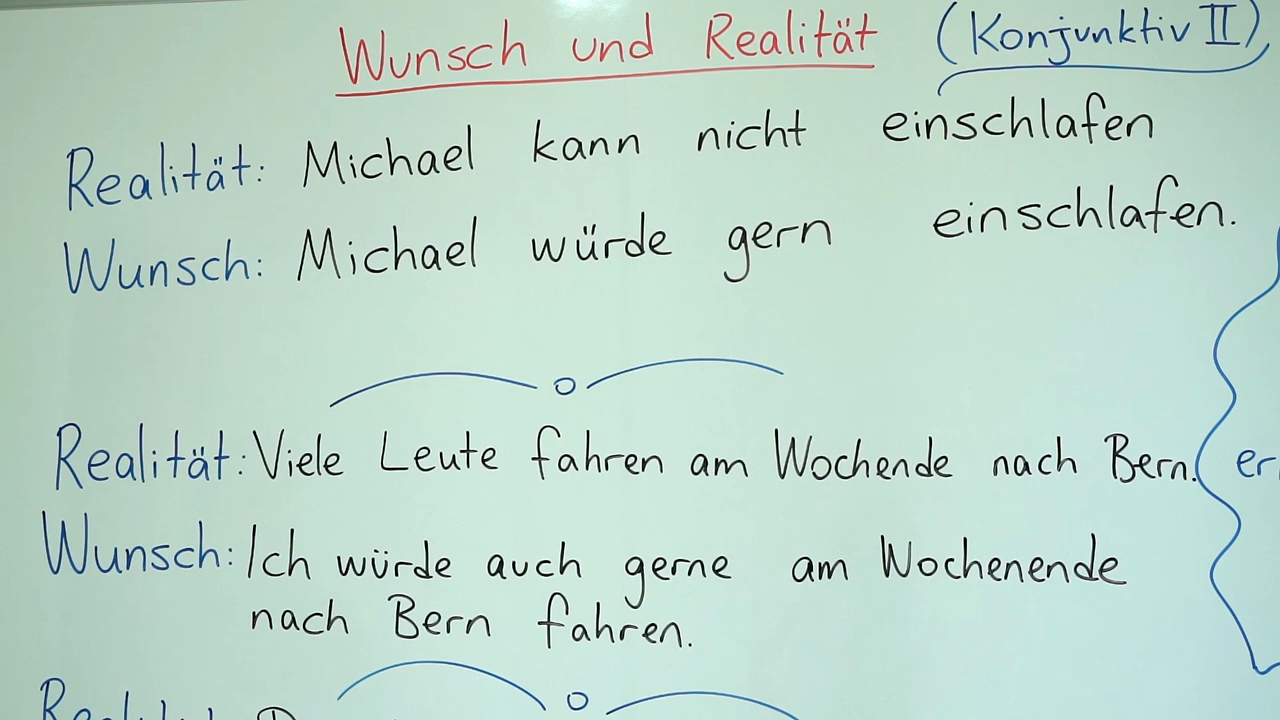 Wunsch und Realität (Konjunktiv II)
Realität: Michael kann nicht einschlafen
Wunsch: Michael würde gern einschlafen.
Realität: Viele Leute fahren am Wochende nach Bern.
Wunsch: Ich würde auch gerne am Wochenende
nach Bern fahren.